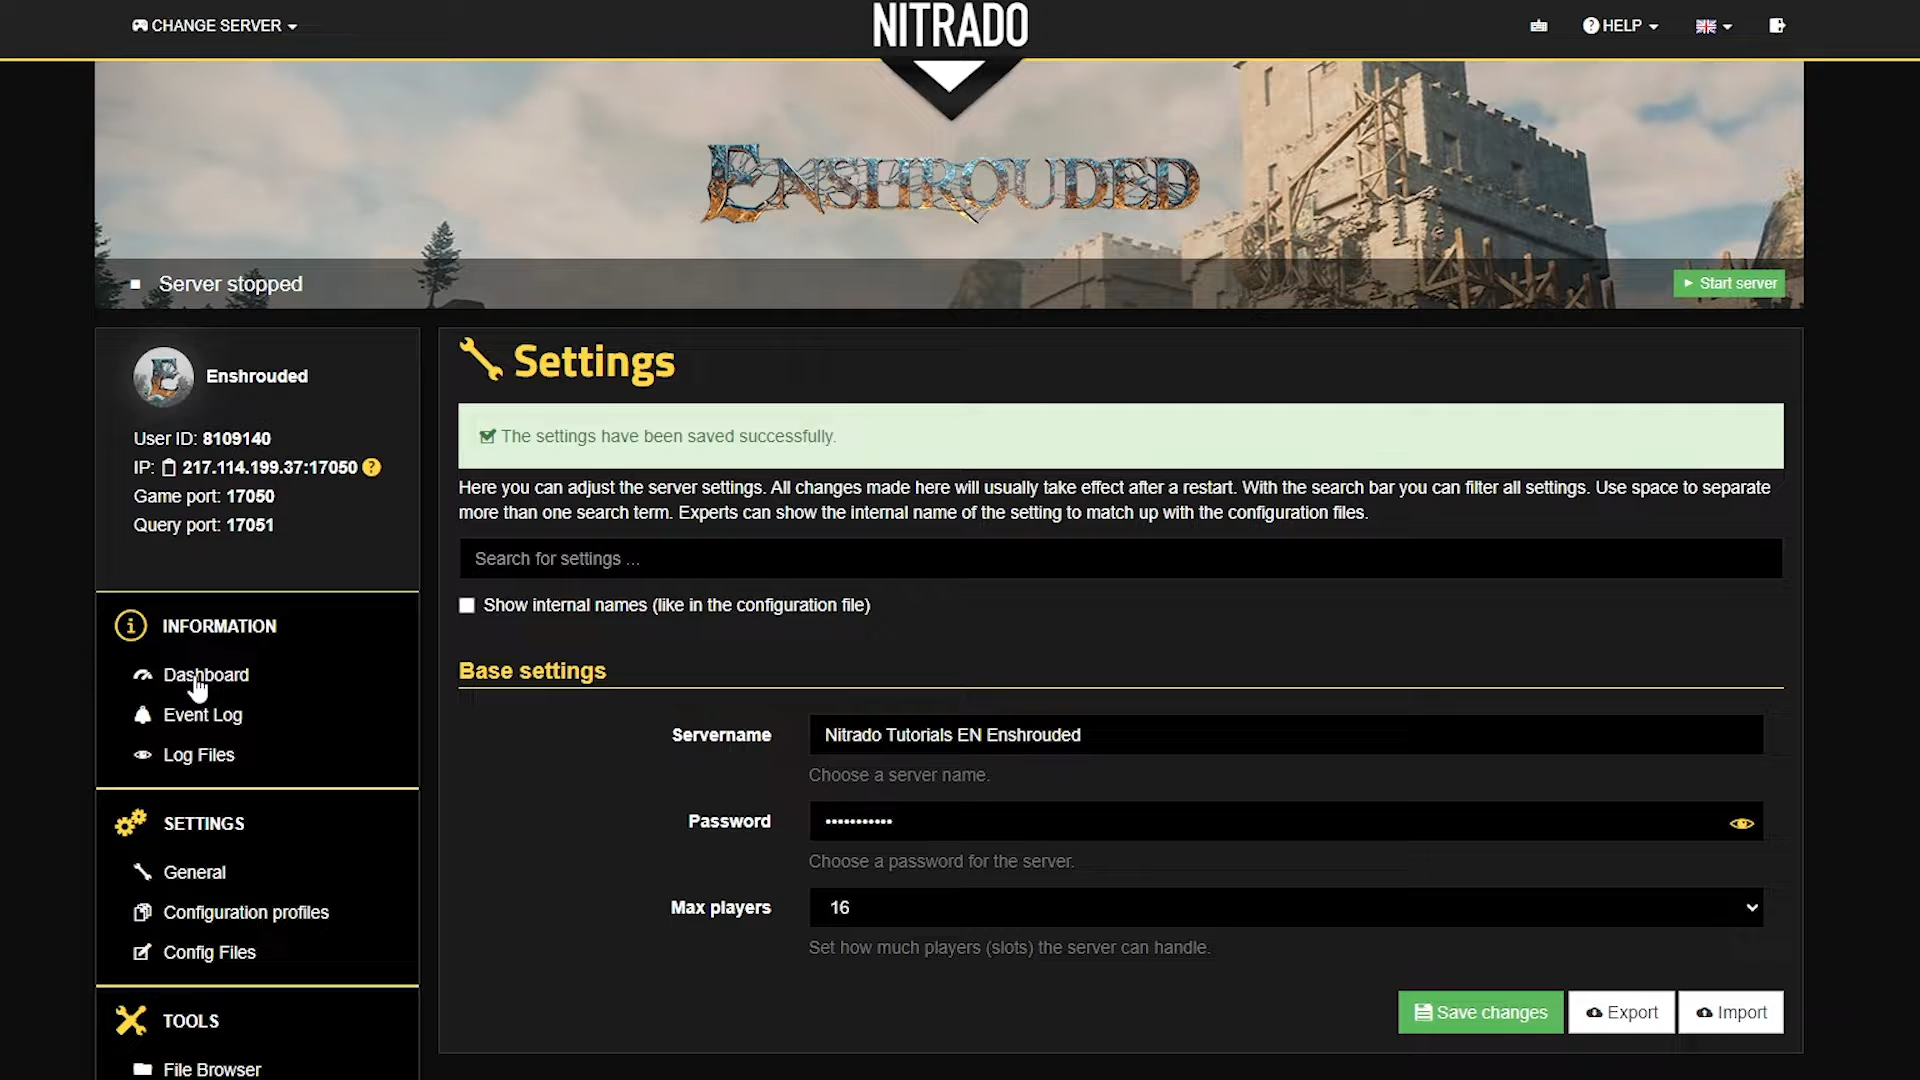 CHANGE SERVER
NITRADO
HELP
ENSHROUDED
Server stopped
Start server
Enshrouded
User ID: 8109140
IP: 217.114.199.37:17050 ?
Game port: 17050
Query port: 17051
INFORMATION
Dashboard
Event Log
Log Files
SETTINGS
General
Configuration profiles
Config Files
TOOLS
File Browser
Settings
The settings have been saved successfully.
Here you can adjust the server settings. All changes made here will usually take effect after a restart. With the search bar you can filter all settings. Use space to separate
more than one search term. Experts can show the internal name of the setting to match up with the configuration files.
Search for settings ...
Show internal names (like in the configuration file)
Base settings
Servername
Nitrado Tutorials EN Enshrouded
Choose a server name.
Password
•••••••••••
Choose a password for the server.
Max players
16
Set how much players (slots) the server can handle.
Save changes
Export
Import